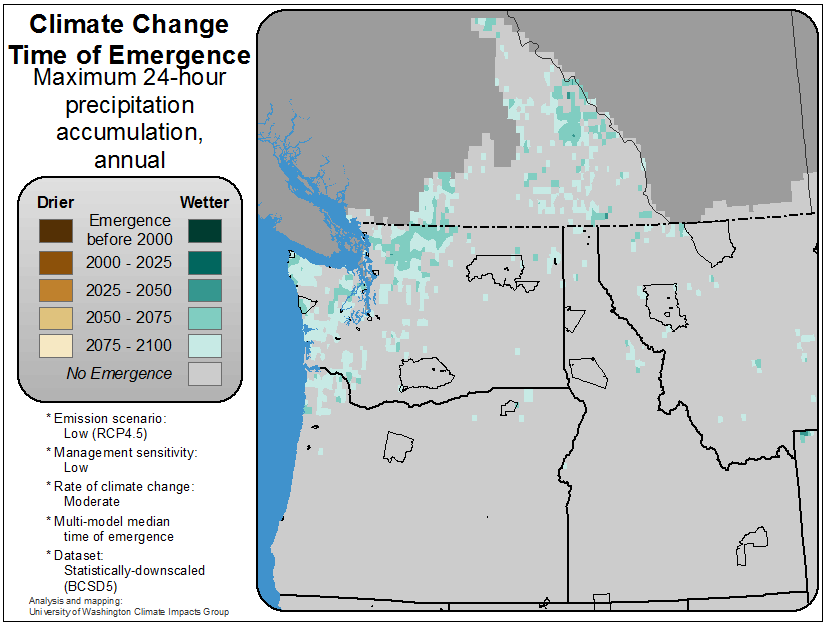 Climate Change
Time of Emergence
Maximum 24-hour
precipitation
accumulation,
annual
Drier
Wetter
Emergence
before 2000
2000 - 2025
2025 - 2050
2050 - 2075
2075 - 2100
No Emergence
* Emission scenario:
Low (RCP4.5)
* Management sensitivity:
Low
* Rate of climate change:
Moderate
* Multi-model median
time of emergence
* Dataset:
Statistically-downscaled
(BCSD5)
Analysis and mapping:
University of Washington Climate Impacts Group